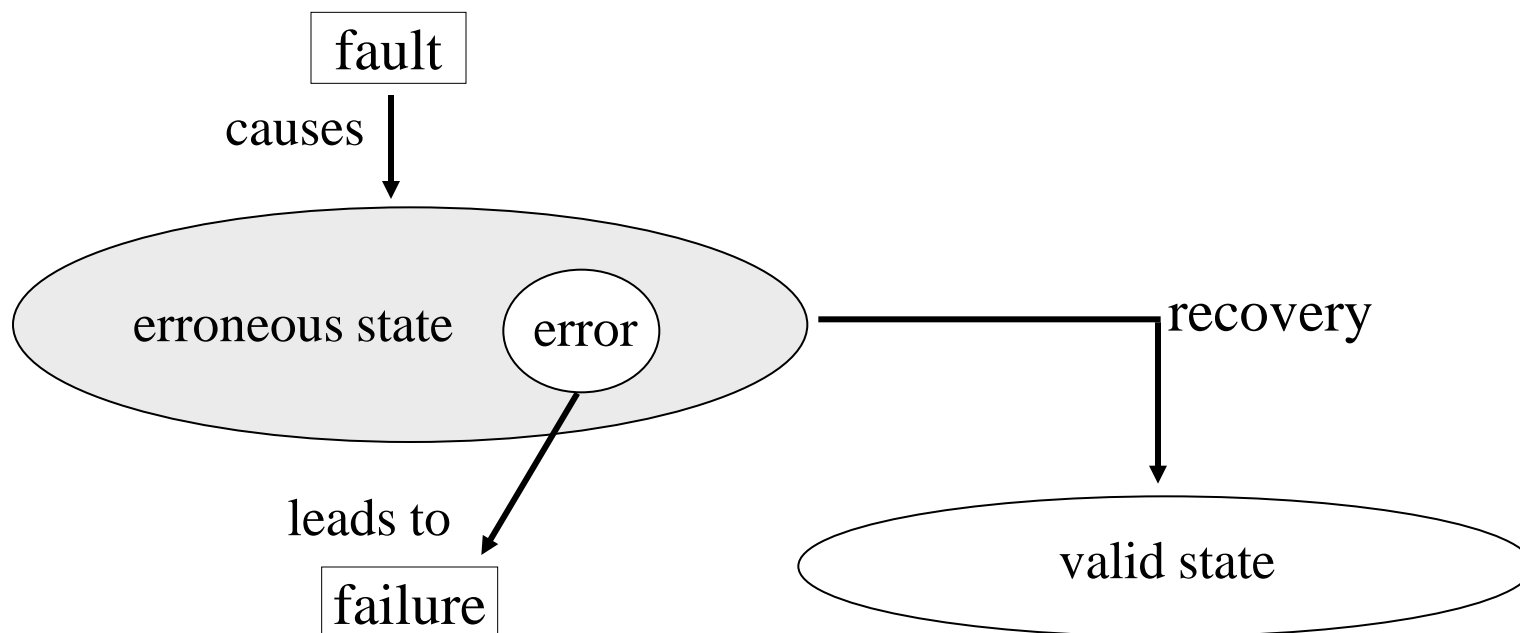 fault
causes
erroneous state
error
recovery
leads to
valid state
failure